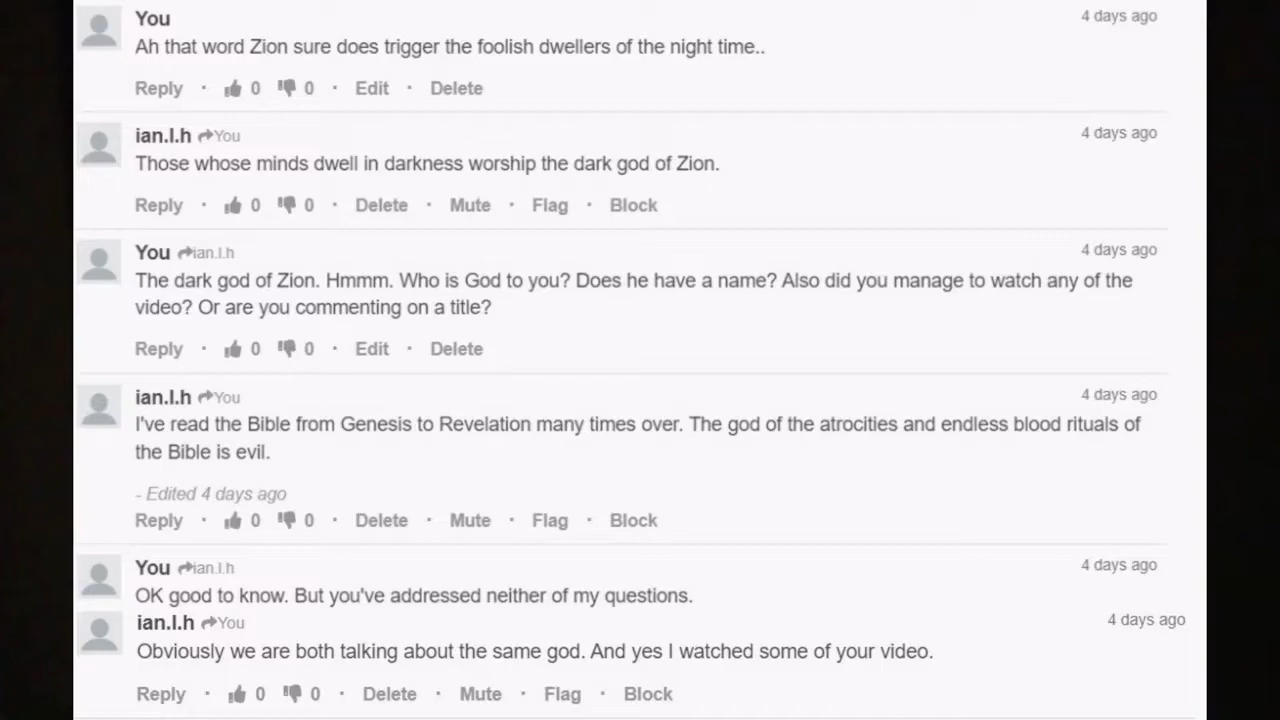 You 4 days ago
Ah that word Zion sure does trigger the foolish dwellers of the night time..
Reply · 0 0 · Edit · Delete
ian.l.h You 4 days ago
Those whose minds dwell in darkness worship the dark god of Zion.
Reply · 0 0 · Delete · Mute · Flag · Block
You ian.l.h 4 days ago
The dark god of Zion. Hmmm. Who is God to you? Does he have a name? Also did you manage to watch any of the
video? Or are you commenting on a title?
Reply · 0 0 · Edit · Delete
ian.l.h You 4 days ago
I've read the Bible from Genesis to Revelation many times over. The god of the atrocities and endless blood rituals of
the Bible is evil.
- Edited 4 days ago
Reply · 0 0 · Delete · Mute · Flag · Block
You ian.l.h 4 days ago
OK good to know. But you've addressed neither of my questions.
ian.l.h You 4 days ago
Obviously we are both talking about the same god. And yes I watched some of your video.
Reply · 0 0 · Delete · Mute · Flag · Block